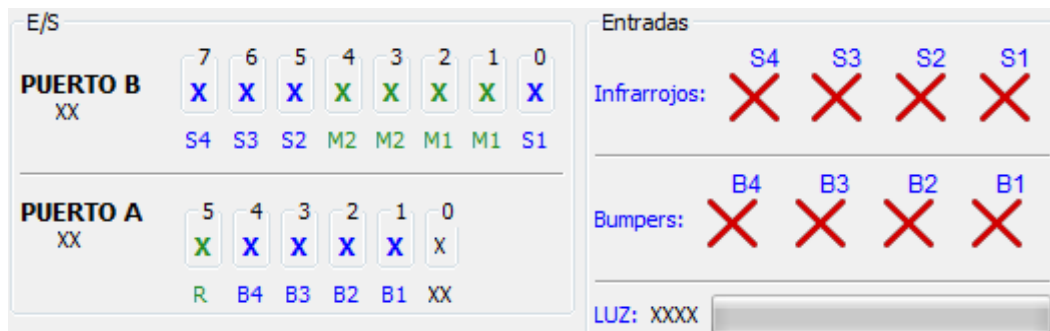 E/S
7 6 5 4 3 2 1 0
PUERTO B X X X X X X X X
XX
S4 S3 S2 M2 M2 M1 M1 S1
5 4 3 2 1 0
PUERTO A X X X X X X
XX
R B4 B3 B2 B1 XX
Entradas
S4 S3 S2 S1
Infrarrojos:
B4 B3 B2 B1
Bumpers:
LUZ: XXXX